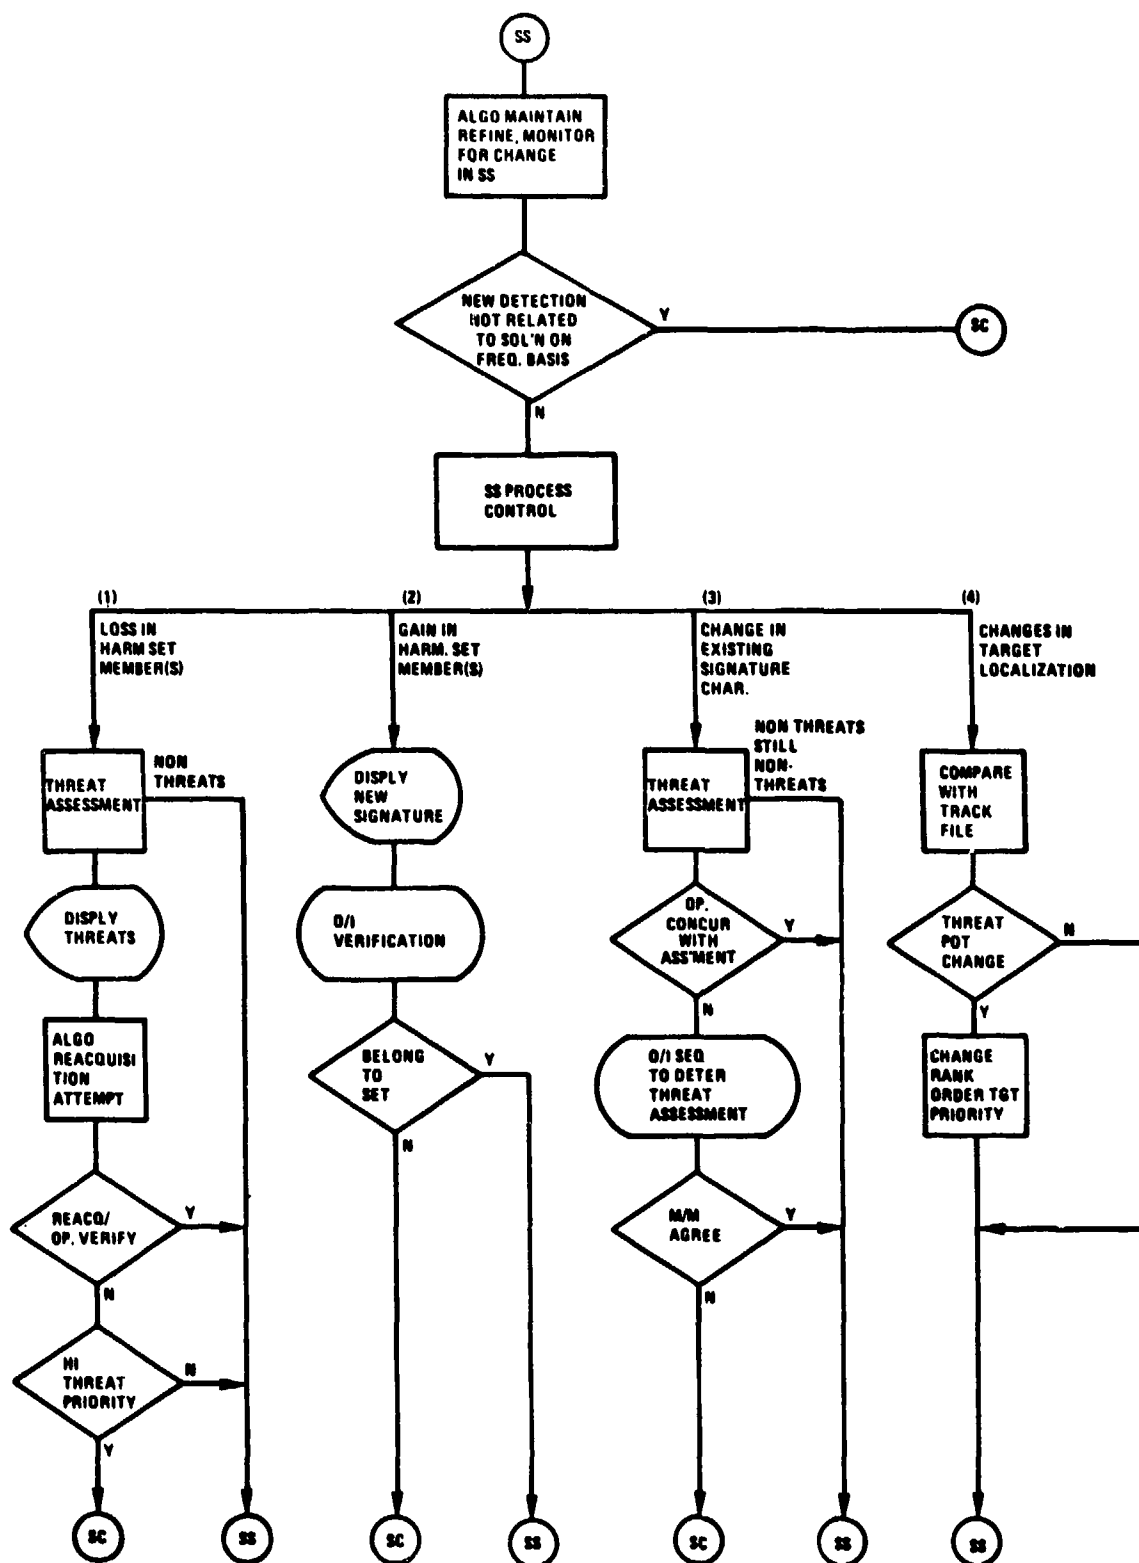 SS
ALGO MAINTAIN
REFINE, MONITOR
FOR CHANGE
IN SS
NEW DETECTION
NOT RELATED
TO SOL'N ON
FREQ. BASIS
Y
SC
N
SS PROCESS
CONTROL
(1)
LOSS IN
HARM SET
MEMBER(S)
(2)
GAIN IN
HARM. SET
MEMBER(S)
(3)
CHANGE IN
EXISTING
SIGNATURE
CHAR.
(4)
CHANGES IN
TARGET
LOCALIZATION
THREAT
ASSESSMENT
NON
THREATS
DISPLY
THREATS
ALGO
REACQUISI
TION
ATTEMPT
REACQ/
OP. VERIFY
Y
N
HI
THREAT
PRIORITY
N
Y
SC
SS
DISPLY
NEW
SIGNATURE
O/I
VERIFICATION
BELONG
TO
SET
Y
N
SC
SS
THREAT
ASSESSMENT
NON THREATS
STILL
NON-
THREATS
OP.
CONCUR
WITH
ASS'MENT
Y
N
O/I SEQ
TO DETER
THREAT
ASSESSMENT
M/M
AGREE
Y
N
SC
SS
COMPARE
WITH
TRACK
FILE
THREAT
POT
CHANGE
N
Y
CHANGE
RANK
ORDER TGT
PRIORITY
SS